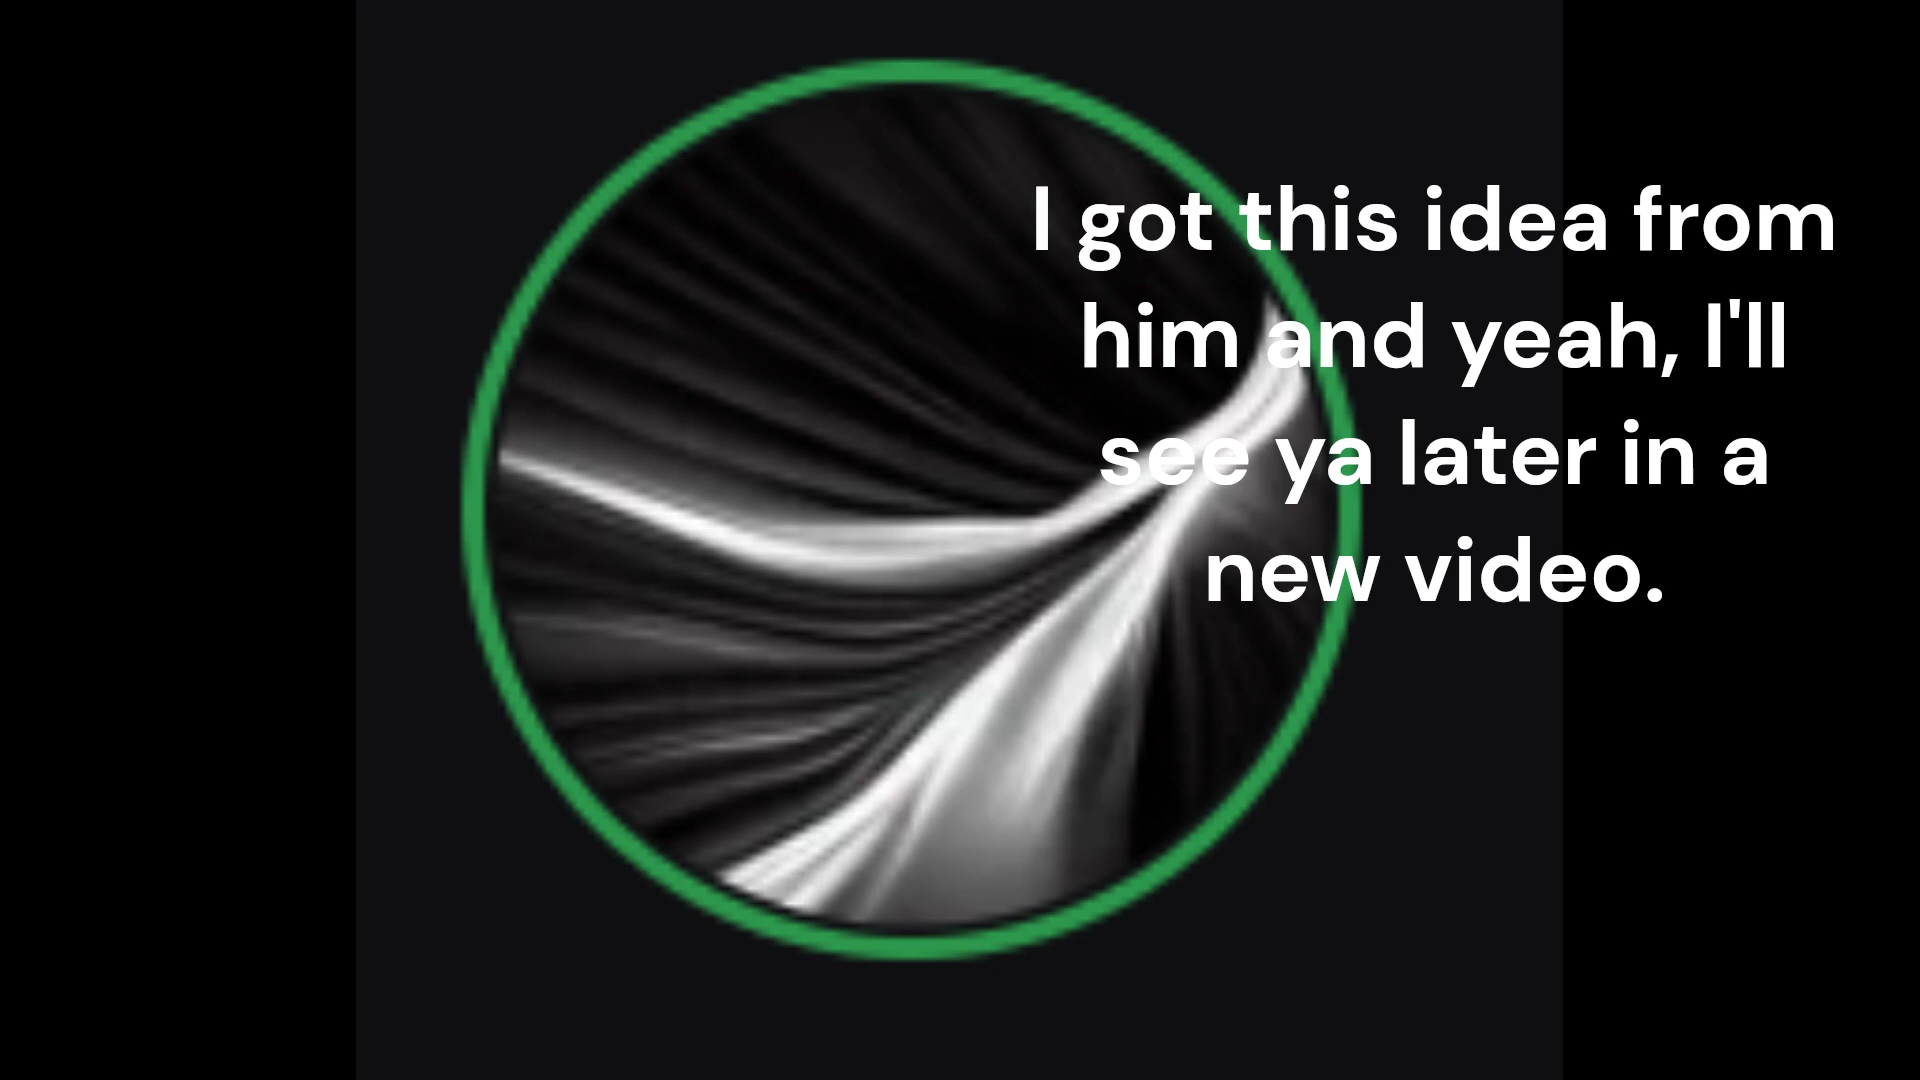 I got this idea from
him and yeah, I'll
see ya later in a
new video.